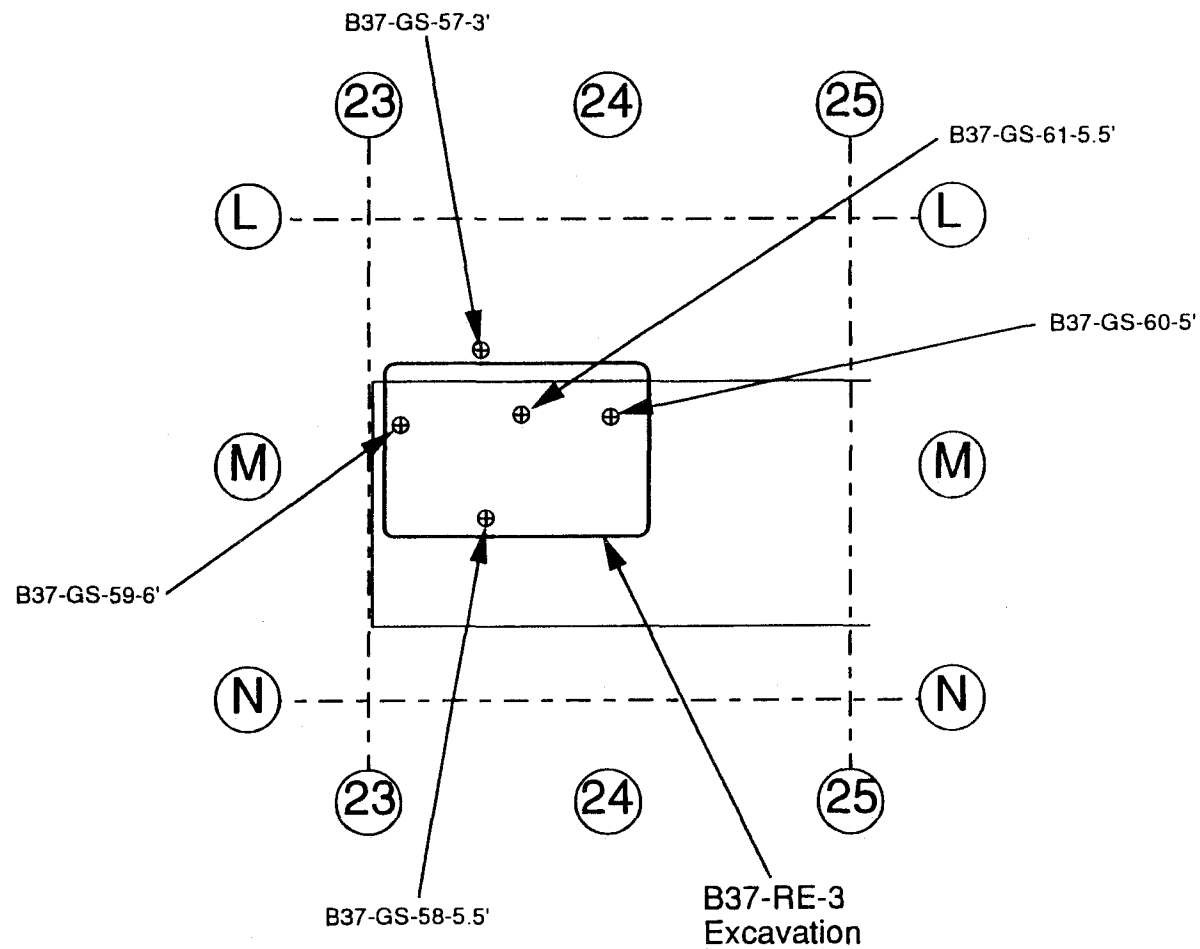 B37-GS-57-3'
23
24
25
B37-GS-61-5.5'
L
L
B37-GS-60-5'
M
M
B37-GS-59-6'
N
N
23
24
25
B37-GS-58-5.5'
B37-RE-3
Excavation